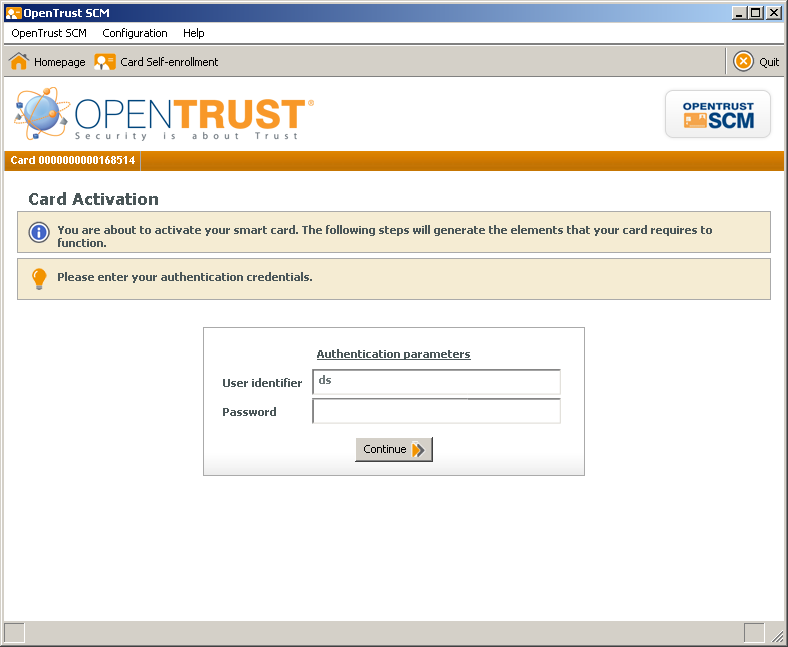 OpenTrust SCM
OpenTrust SCM Configuration Help
Homepage Card Self-enrollment Quit
OPENTRUST®
Security is about Trust
OPENTRUST
SCM
Card 0000000000168514
Card Activation
You are about to activate your smart card. The following steps will generate the elements that your card requires to
function.
Please enter your authentication credentials.
Authentication parameters
User identifier ds
Password
Continue